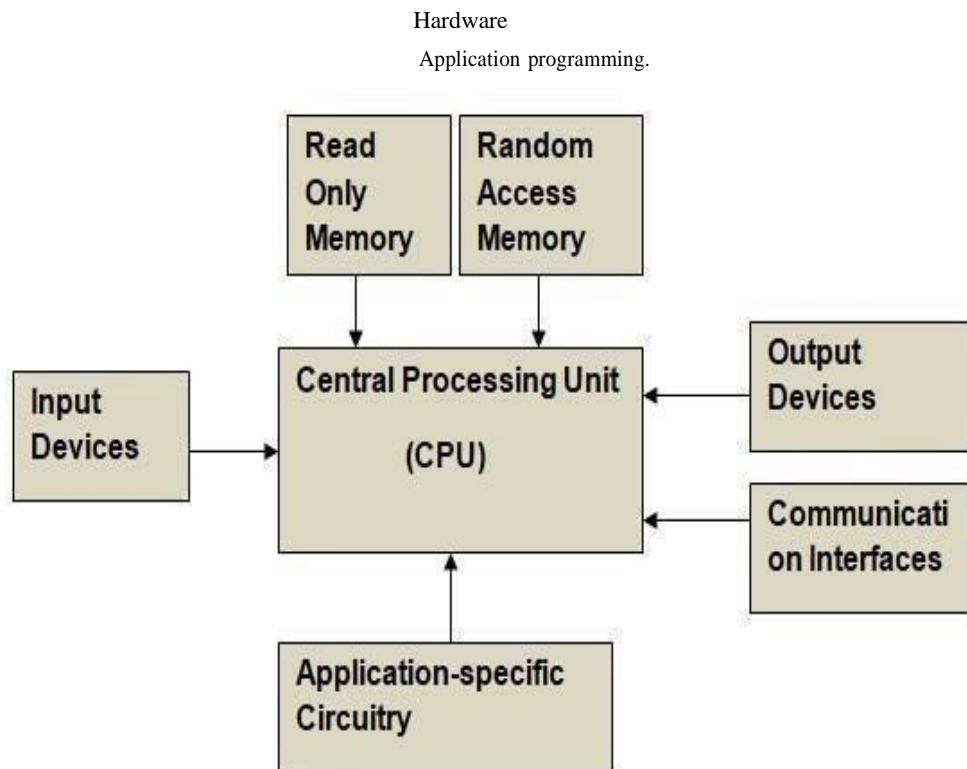 Hardware
Application programming.
Read
Only
Memory
Random
Access
Memory
Central Processing Unit
(CPU)
Input
Devices
Output
Devices
Communicati
on Interfaces
Application-specific
Circuitry